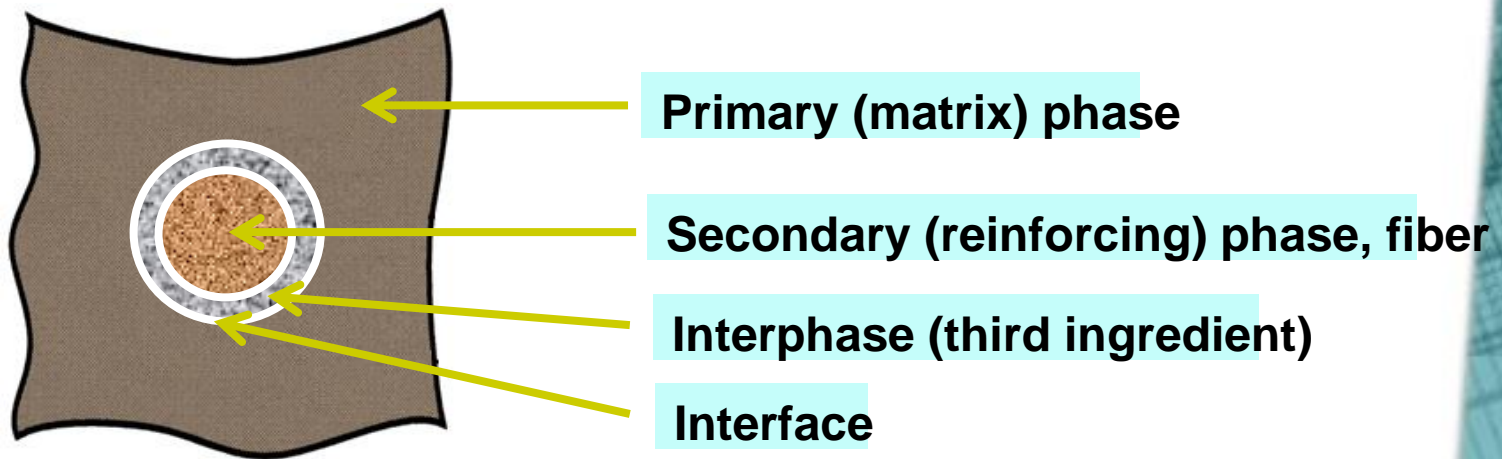 Primary (matrix) phase
Secondary (reinforcing) phase, fiber
Interphase (third ingredient)
Interface